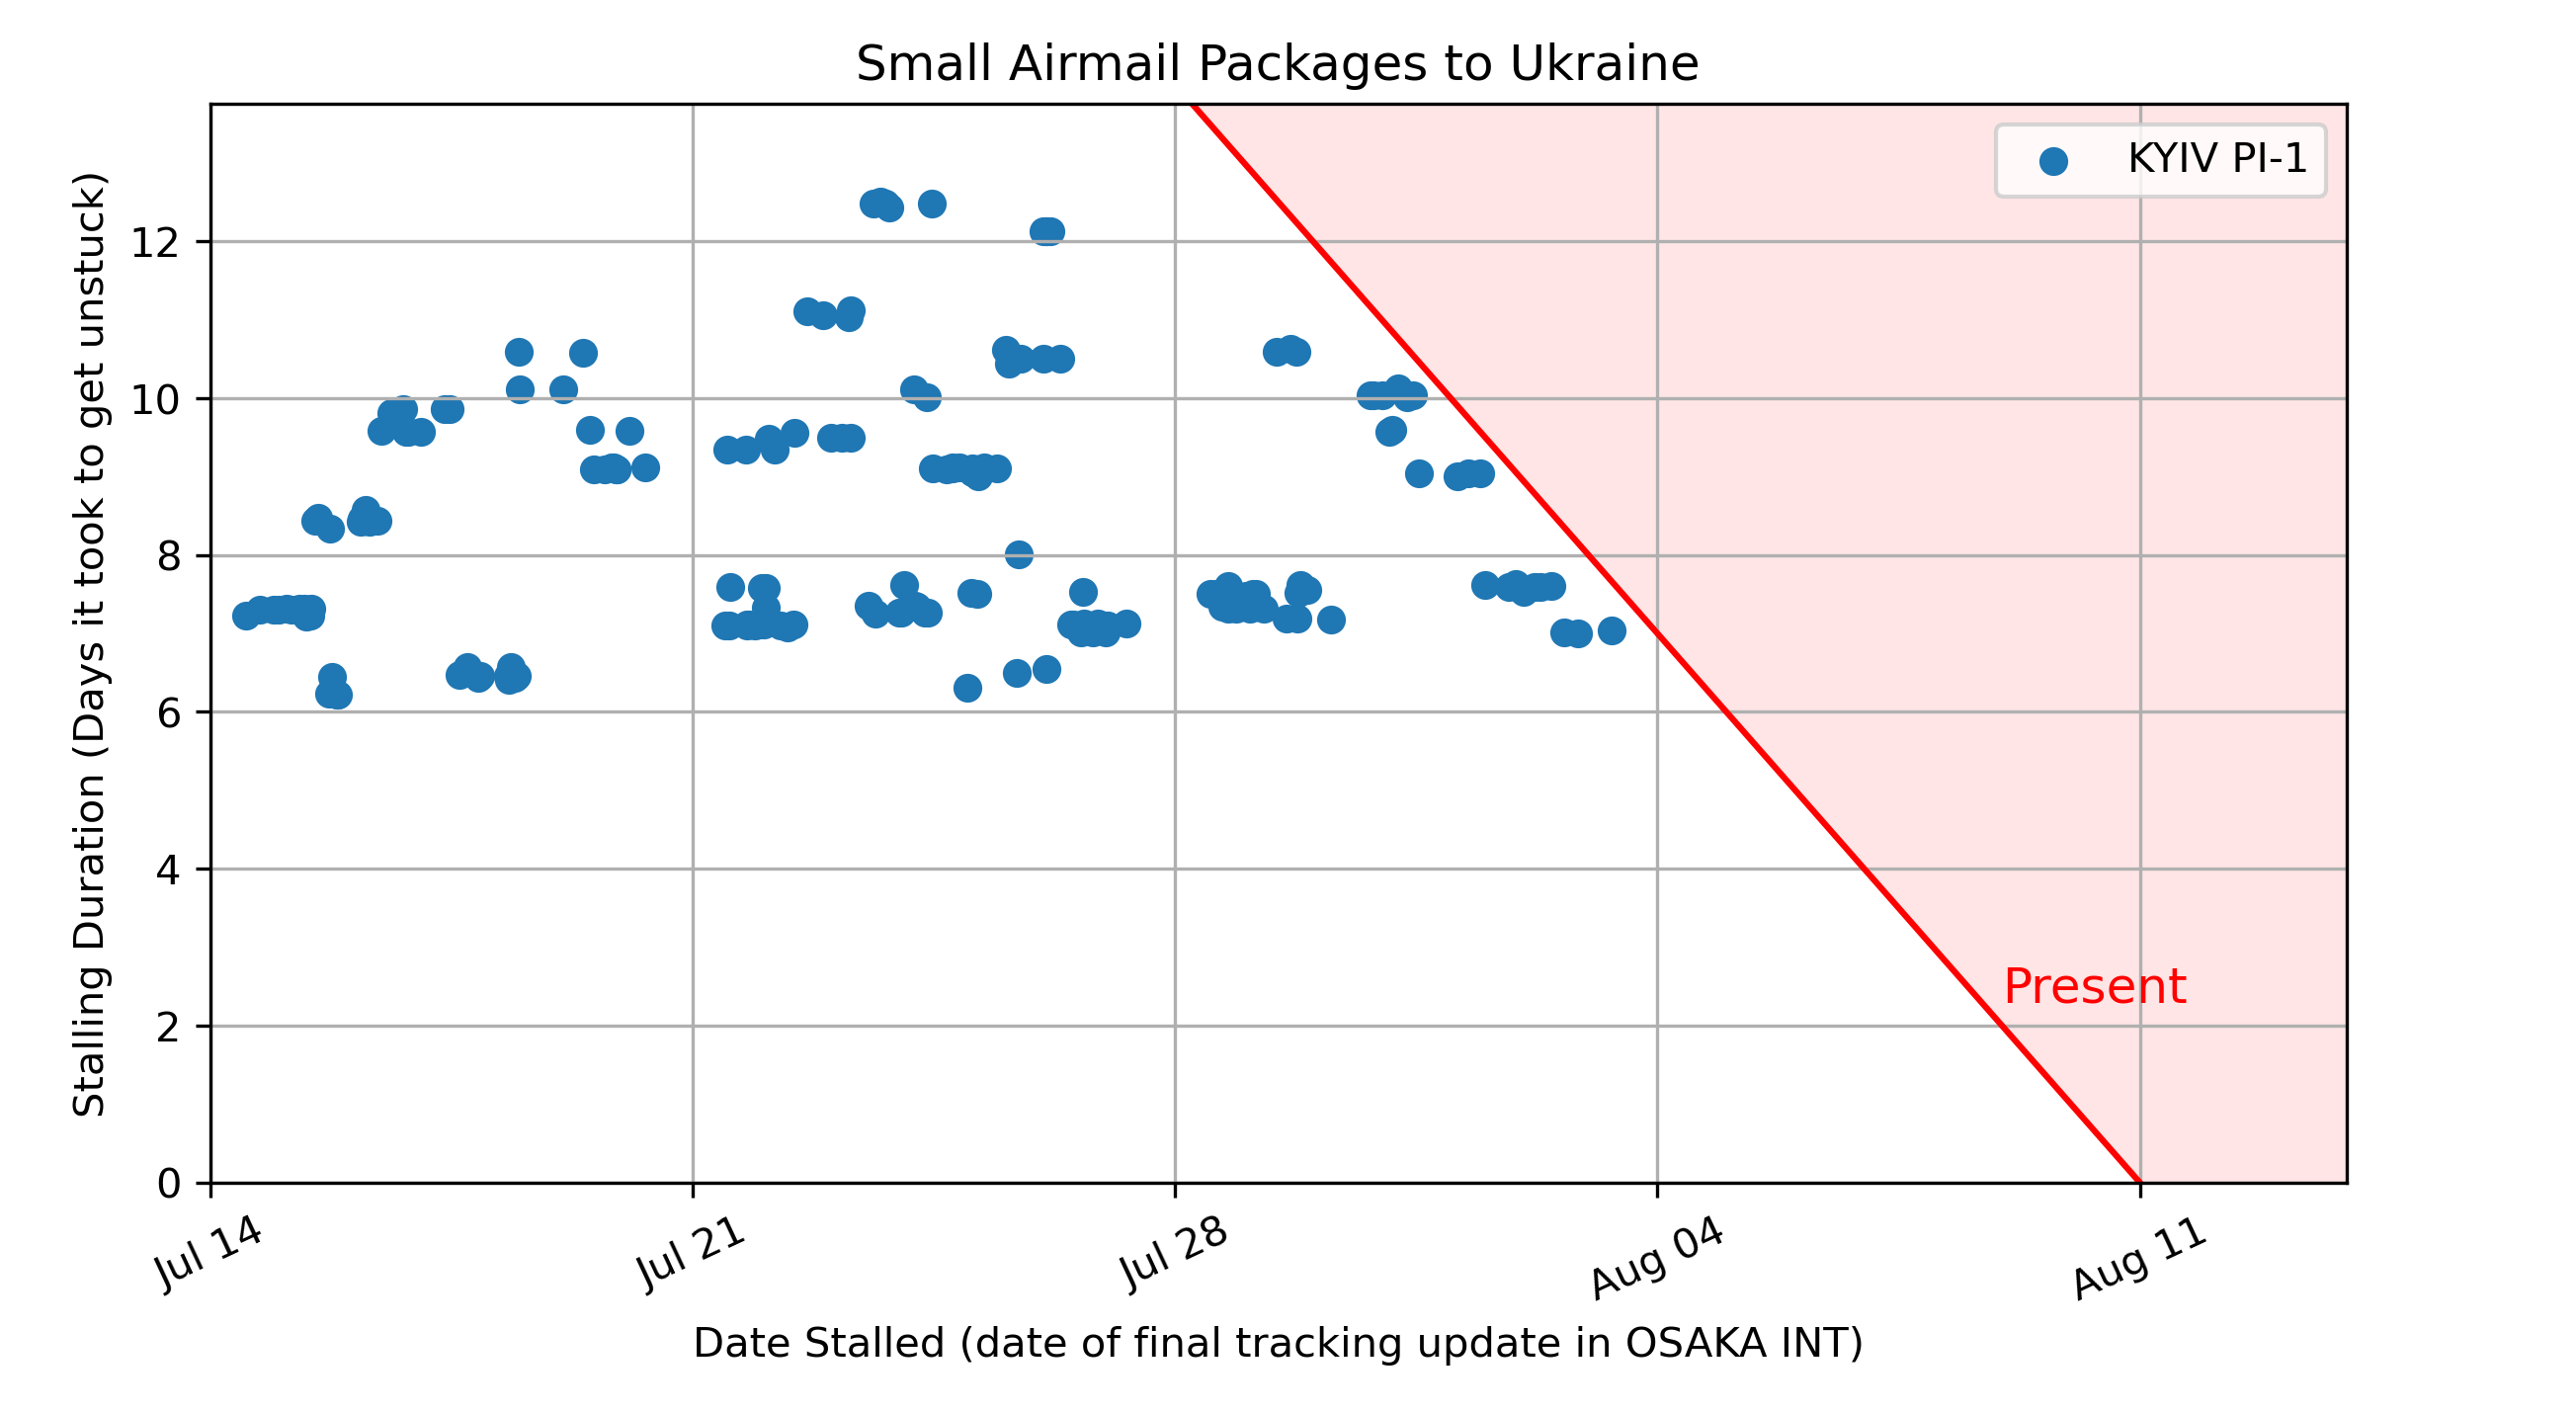 Small Airmail Packages to Ukraine
KYIV PI-1
Stalling Duration (Days it took to get unstuck)
12
10
8
6
4
2
0
Present
Jul 14
Jul 21
Jul 28
Aug 04
Aug 11
Date Stalled (date of final tracking update in OSAKA INT)